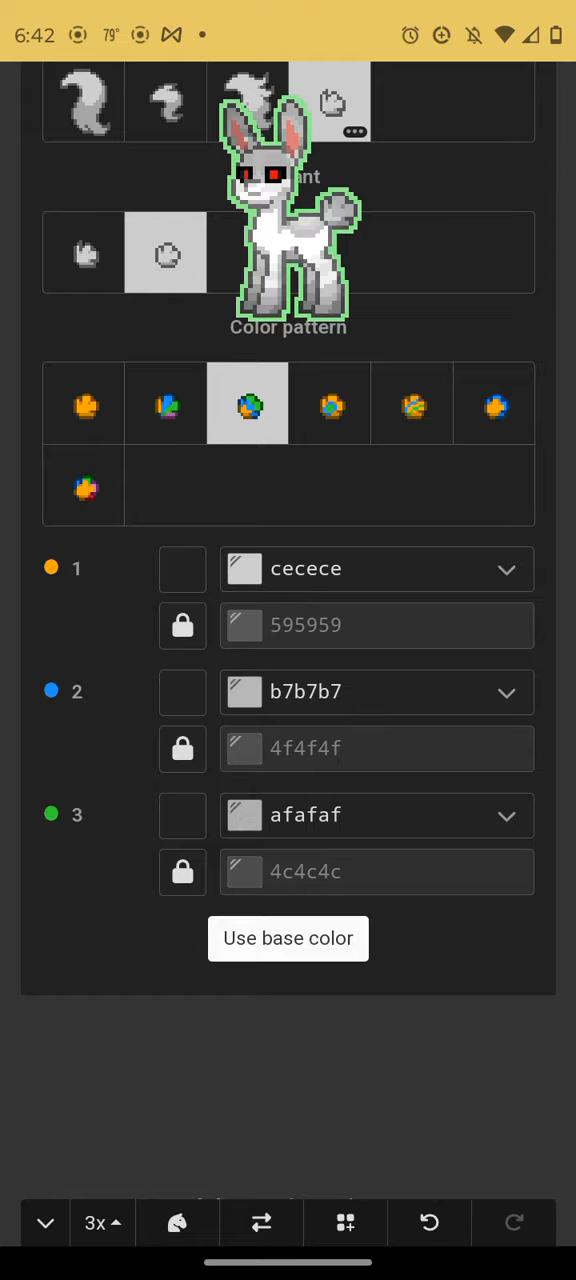 6:42 79°
ant
Color pattern
1 cecece
595959
2 b7b7b7
4f4f4f
3 afafaf
4c4c4c
Use base color
3x